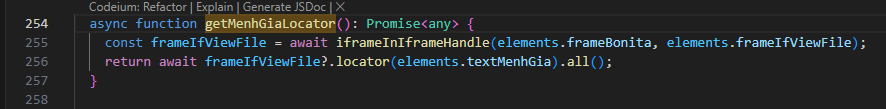 Codeium: Refactor | Explain | Generate JSDoc | ×
254 async function getMenhGiaLocator(): Promise<any> {
255 const frameIfViewFile = await iframeInIframeHandle(elements.frameBonita, elements.frameIfViewFile);
256 return await frameIfViewFile?.locator(elements.textMenhGia).all();
257 }
258